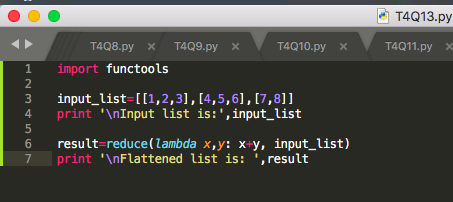 T4Q13.py
T4Q8.py × T4Q9.py × T4Q10.py × T4Q11.py
1 import functools
2
3 input_list=[[1,2,3],[4,5,6],[7,8]]
4 print '\nInput list is:',input_list
5
6 result=reduce(lambda x,y: x+y, input_list)
7 print '\nFlattened list is: ',result